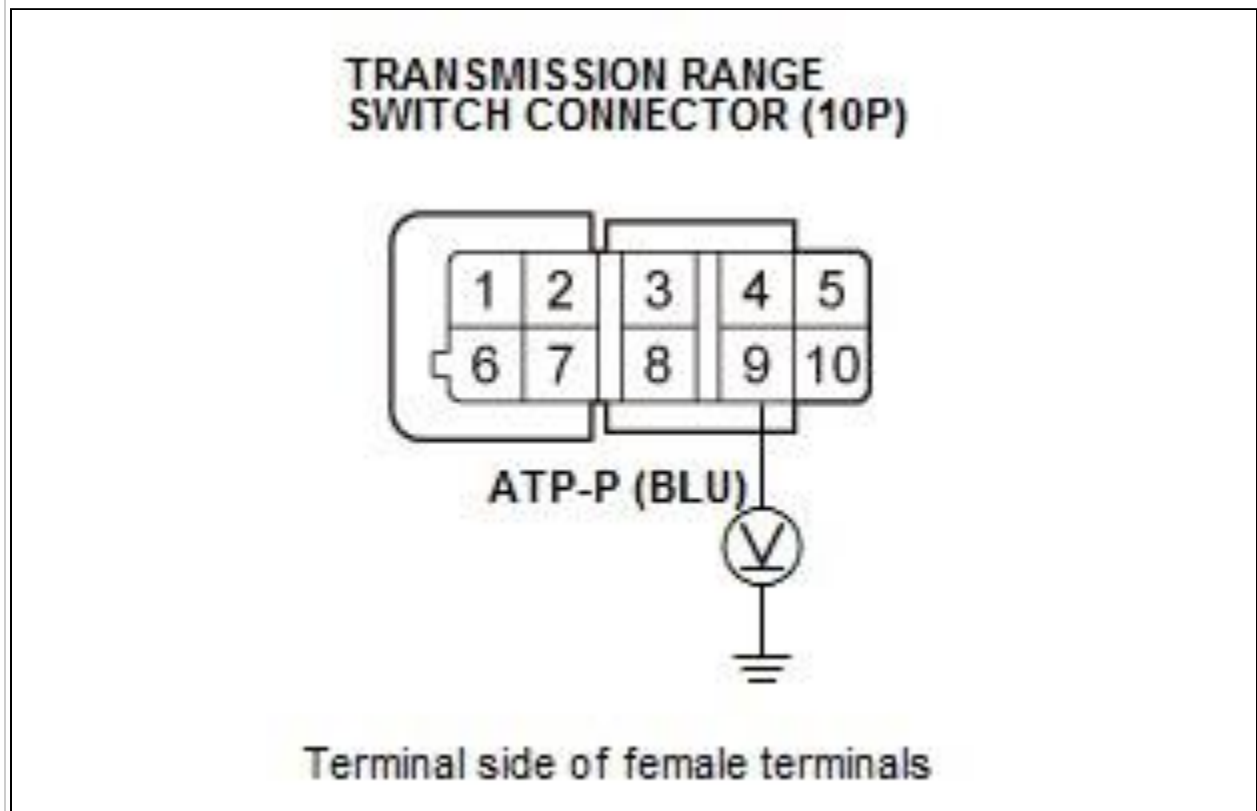 TRANSMISSION RANGE
SWITCH CONNECTOR (10P)
1 2 3 4 5
6 7 8 9 10
ATP-P (BLU)
V
Terminal side of female terminals